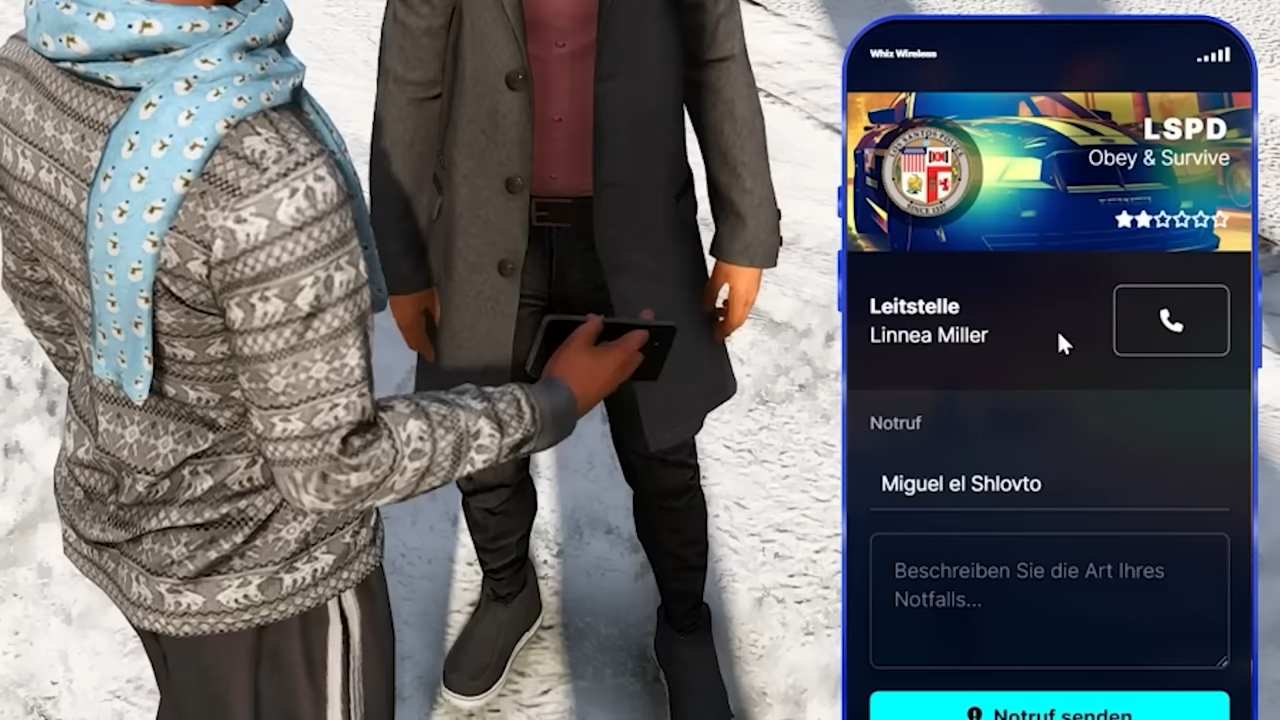 Whiz Wireless
LSPD
Obey & Survive
Leitstelle
Linnea Miller
Notruf
Miguel el Shlovto
Beschreiben Sie die Art Ihres
Notfalls...
Notruf senden